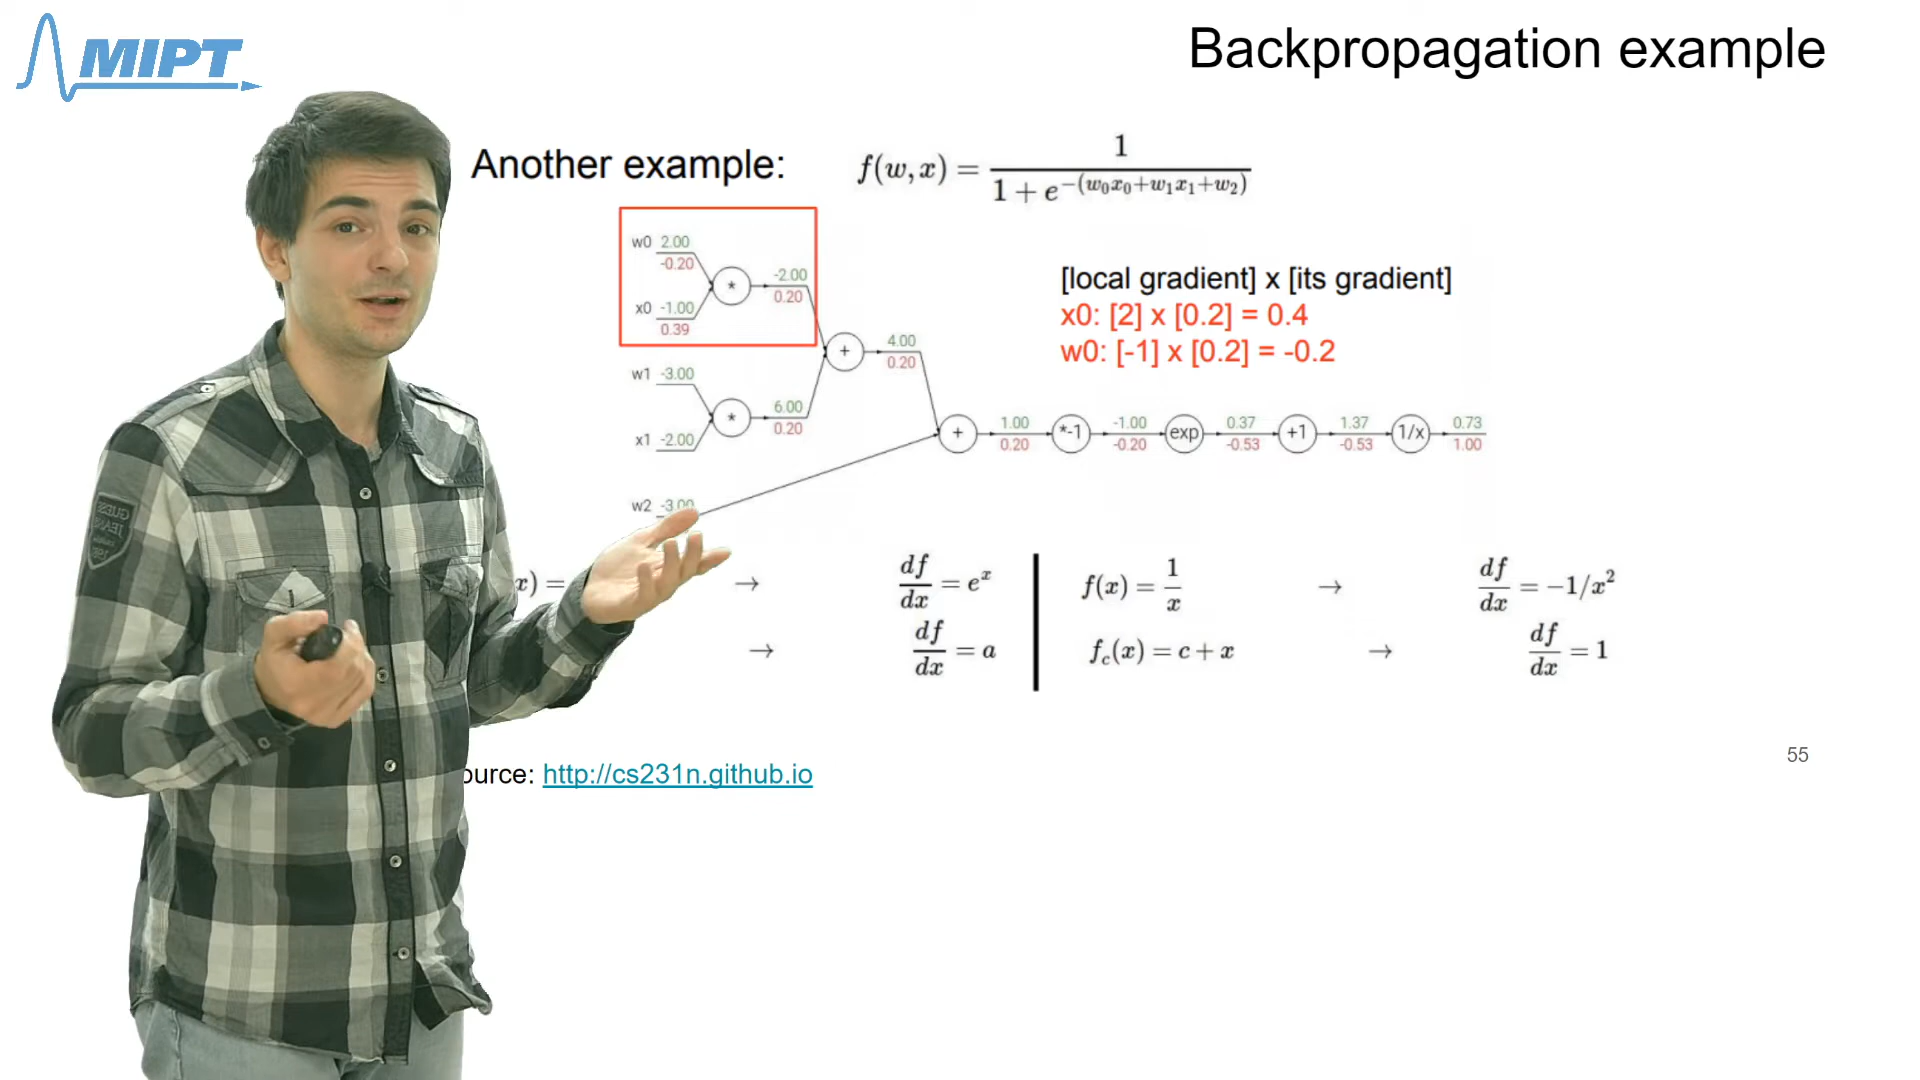 MIPT
Backpropagation example
Another example:
f(w,x) = 1 / (1 + e^-(w0x0+w1x1+w2))
w0 2.00
-0.20
x0 -1.00
0.39
*
-2.00
0.20
w1 -3.00
x1 -2.00
*
6.00
0.20
w2 -3.00
+
4.00
0.20
+
1.00
0.20
*-1
-1.00
-0.20
exp
0.37
-0.53
+1
1.37
-0.53
1/x
0.73
1.00
[local gradient] x [its gradient]
x0: [2] x [0.2] = 0.4
w0: [-1] x [0.2] = -0.2
x) = → df/dx = e^x
f(x) = 1/x → df/dx = -1/x^2
→ df/dx = a
f_c(x) = c + x → df/dx = 1
ource: http://cs231n.github.io
55